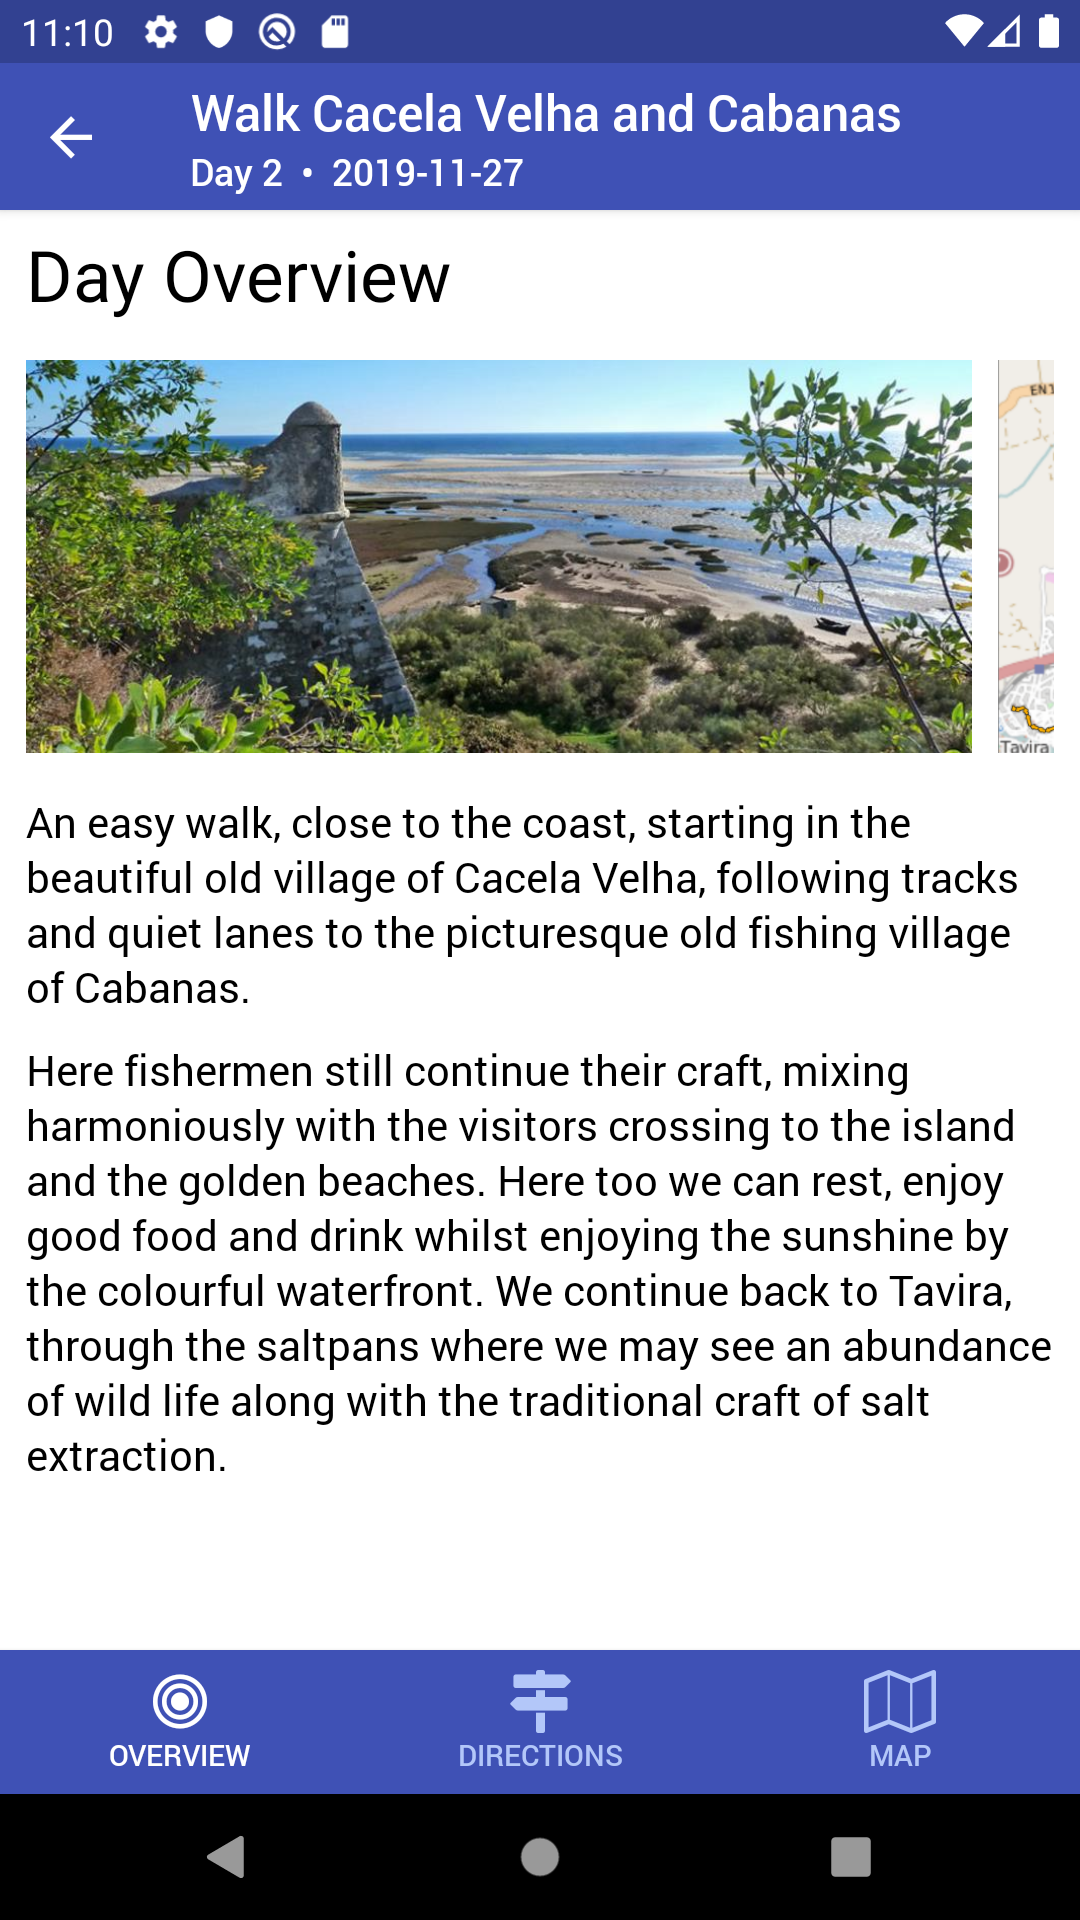 11:10
Walk Cacela Velha and Cabanas
Day 2 • 2019-11-27
Day Overview
Tavira
An easy walk, close to the coast, starting in the
beautiful old village of Cacela Velha, following tracks
and quiet lanes to the picturesque old fishing village
of Cabanas.
Here fishermen still continue their craft, mixing
harmoniously with the visitors crossing to the island
and the golden beaches. Here too we can rest, enjoy
good food and drink whilst enjoying the sunshine by
the colourful waterfront. We continue back to Tavira,
through the saltpans where we may see an abundance
of wild life along with the traditional craft of salt
extraction.
OVERVIEW
DIRECTIONS
MAP